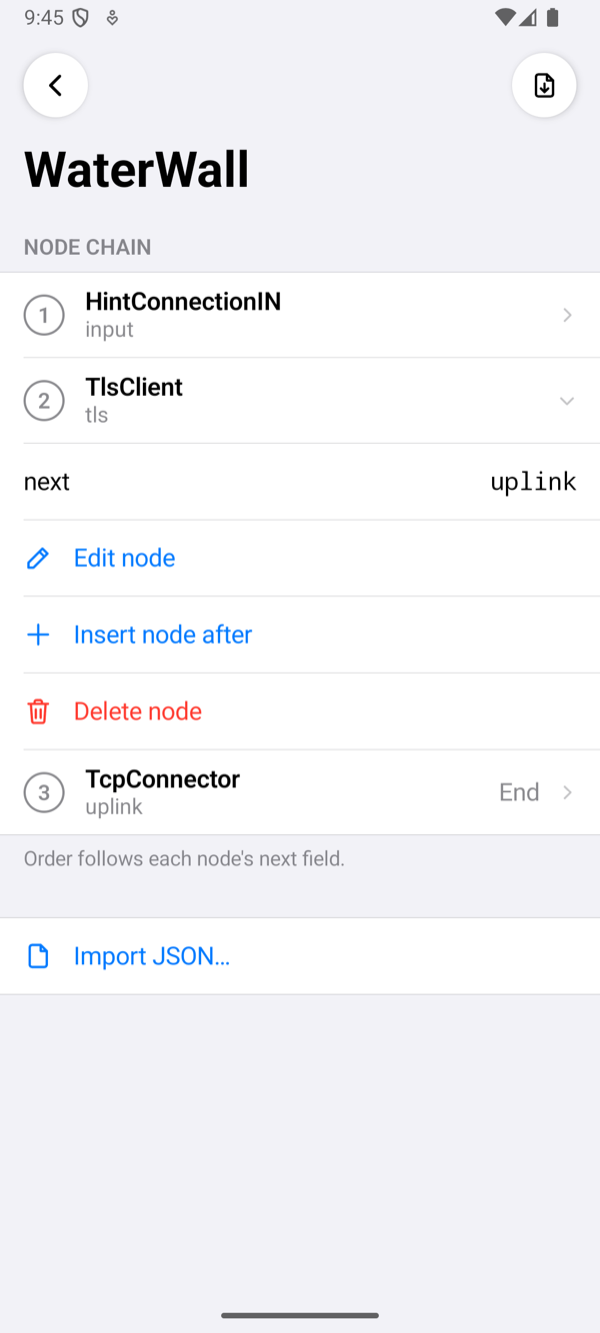 9:45
WaterWall
NODE CHAIN
1
HintConnectionIN
input
2
TlsClient
tls
next uplink
Edit node
Insert node after
Delete node
3
TcpConnector
uplink
End
Order follows each node's next field.
Import JSON...